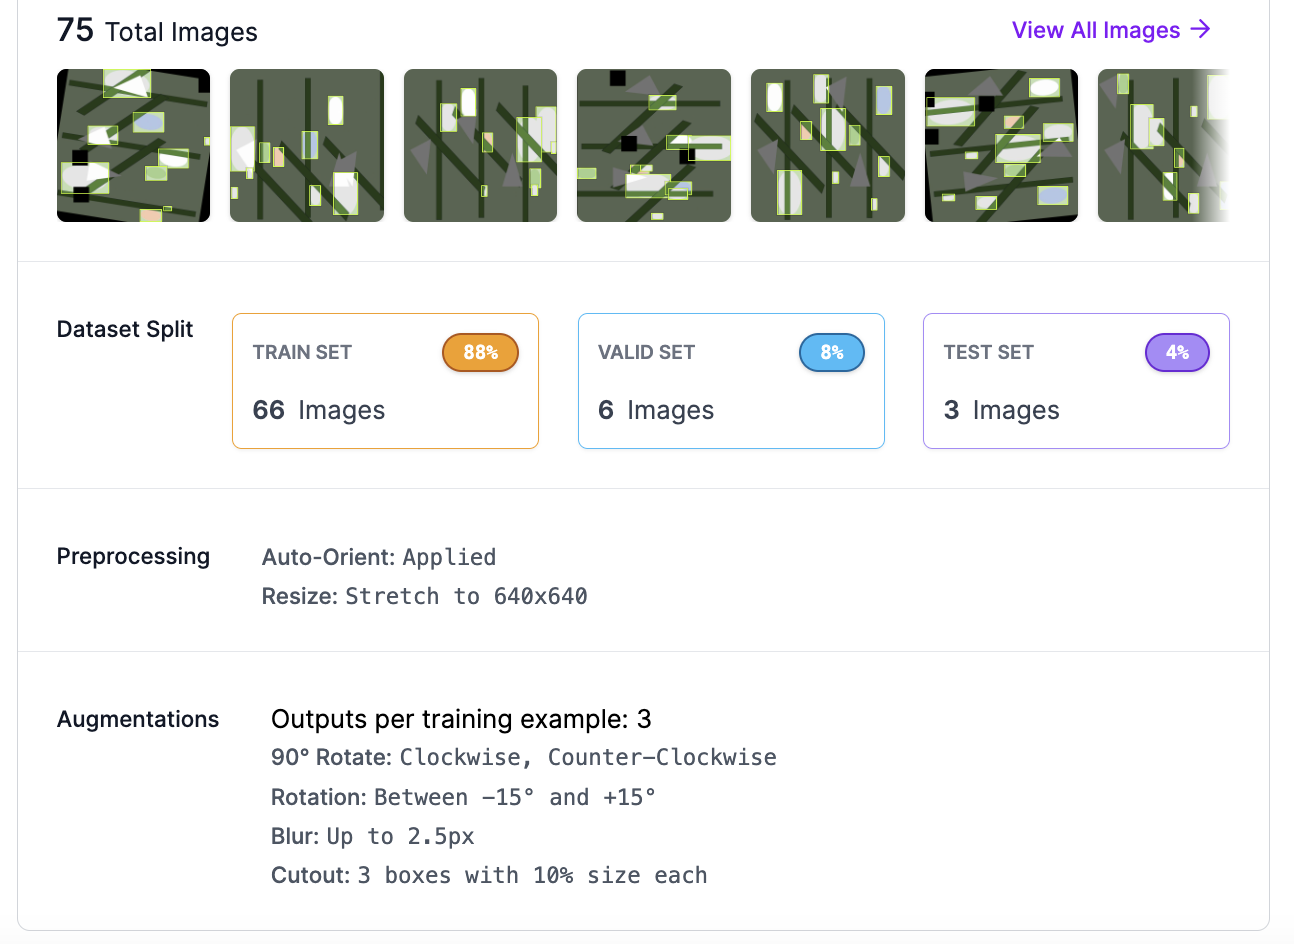 75 Total Images
View All Images →
Dataset Split
TRAIN SET
88%
66 Images
VALID SET
8%
6 Images
TEST SET
4%
3 Images
Preprocessing
Auto-Orient: Applied
Resize: Stretch to 640x640
Augmentations
Outputs per training example: 3
90° Rotate: Clockwise, Counter-Clockwise
Rotation: Between −15° and +15°
Blur: Up to 2.5px
Cutout: 3 boxes with 10% size each